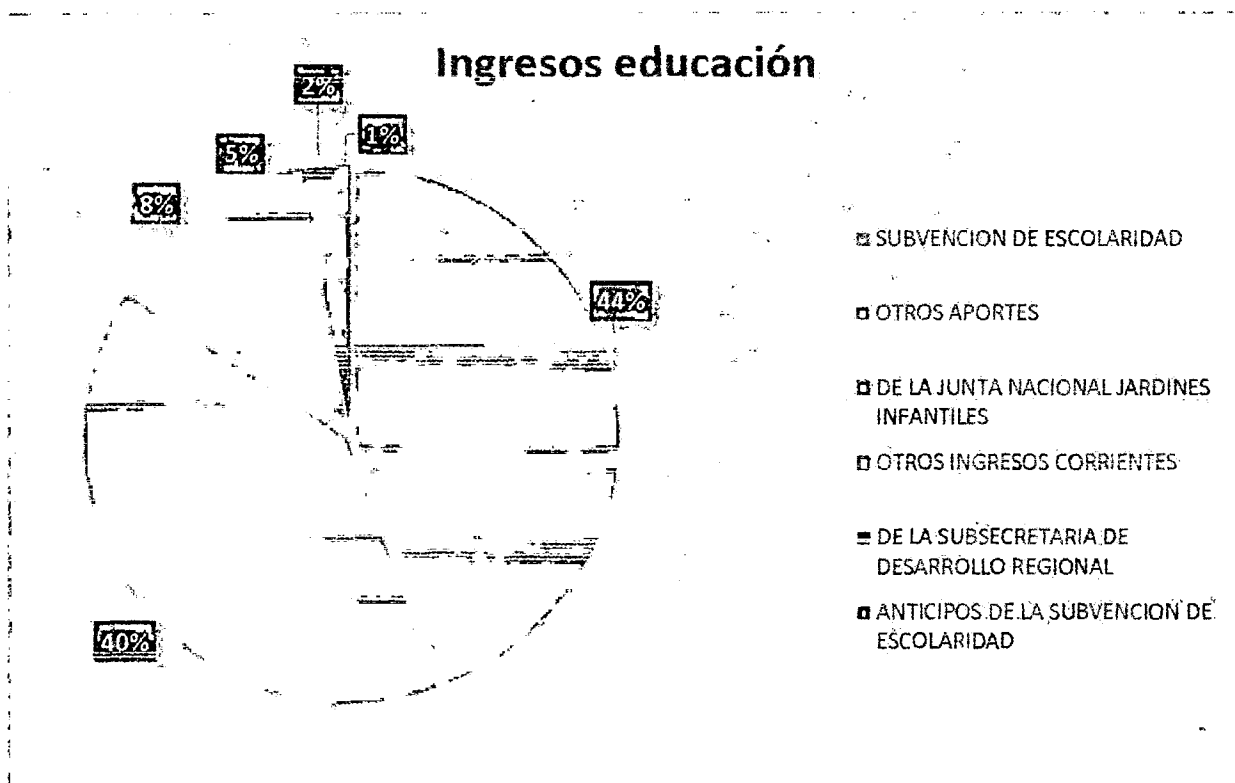 Ingresos educación
2%
1%
5%
8%
44%
40%
SUBVENCION DE ESCOLARIDAD
OTROS APORTES
DE LA JUNTA NACIONAL JARDINES
INFANTILES
OTROS INGRESOS CORRIENTES
DE LA SUBSECRETARIA DE
DESARROLLO REGIONAL
ANTICIPOS DE LA SUBVENCION DE
ESCOLARIDAD